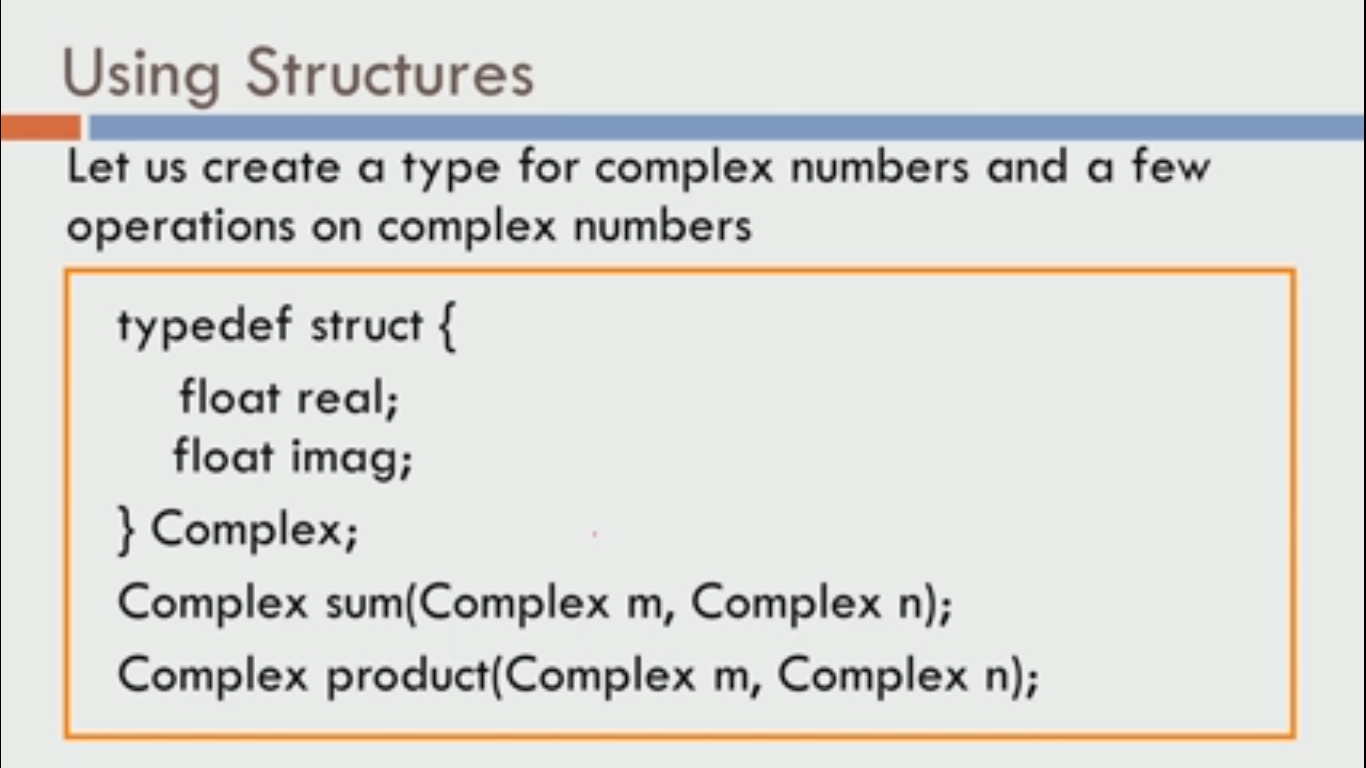 Using Structures
Let us create a type for complex numbers and a few
operations on complex numbers
typedef struct {
float real;
float imag;
} Complex;
Complex sum(Complex m, Complex n);
Complex product(Complex m, Complex n);